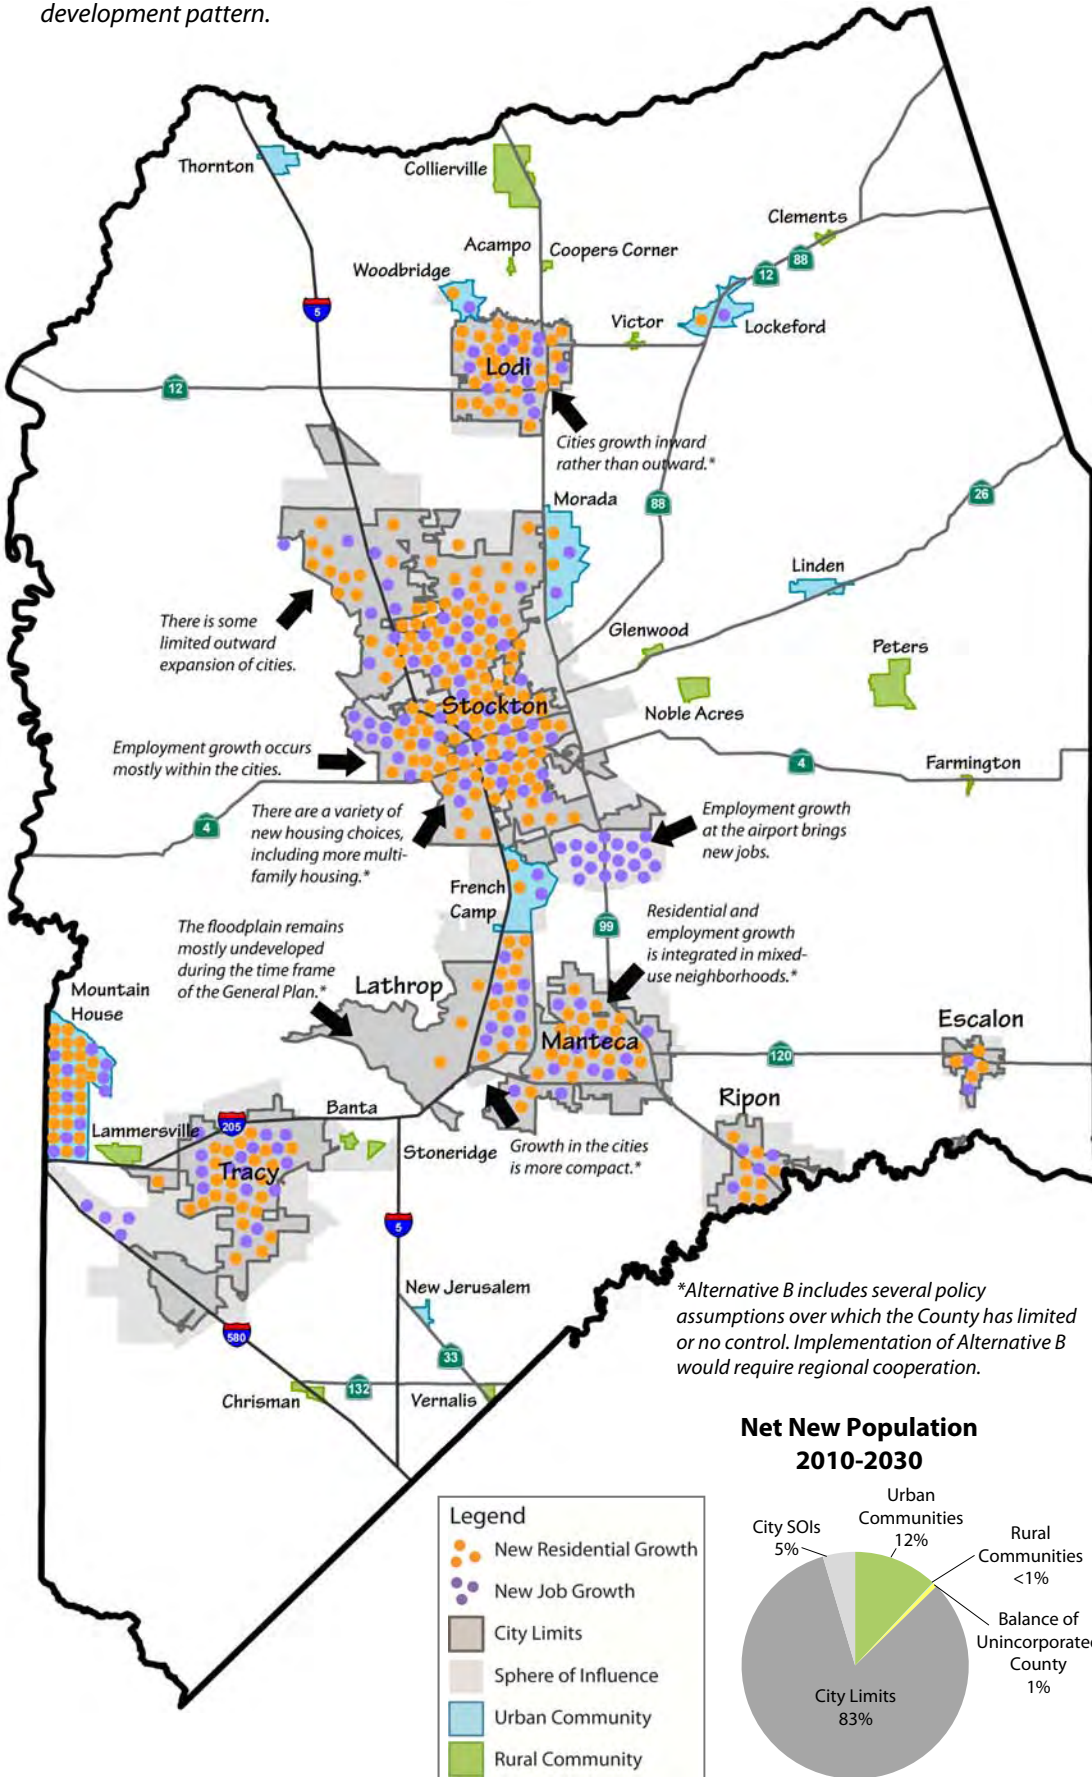 development pattern.
Thornton
Collierville
Clements
Acampo
Coopers Corner
Woodbridge
88
12
5
Victor
Lockeford
Lodi
12
Cities growth inward
rather than outward.*
Morada
88
26
Linden
There is some
limited outward
expansion of cities.
Glenwood
Peters
Stockton
Noble Acres
Employment growth occurs
mostly within the cities.
4
Farmington
There are a variety of
new housing choices,
including more multi-
family housing.*
4
Employment growth
at the airport brings
new jobs.
French
Camp
99
Residential and
employment growth
is integrated in mixed-
use neighborhoods.*
The floodplain remains
mostly undeveloped
during the time frame
of the General Plan.*
Lathrop
Mountain
House
Manteca
Escalon
120
Ripon
Banta
205
Lammersville
Stoneridge
Growth in the cities
is more compact.*
Tracy
5
New Jerusalem
580
33
132
Chrisman
Vernalis
*Alternative B includes several policy
assumptions over which the County has limited
or no control. Implementation of Alternative B
would require regional cooperation.
Net New Population
2010-2030
Urban
Communities
12%
City SOIs
5%
Rural
Communities
<1%
Balance of
Unincorporated
County
1%
City Limits
83%
Legend
New Residential Growth
New Job Growth
City Limits
Sphere of Influence
Urban Community
Rural Community